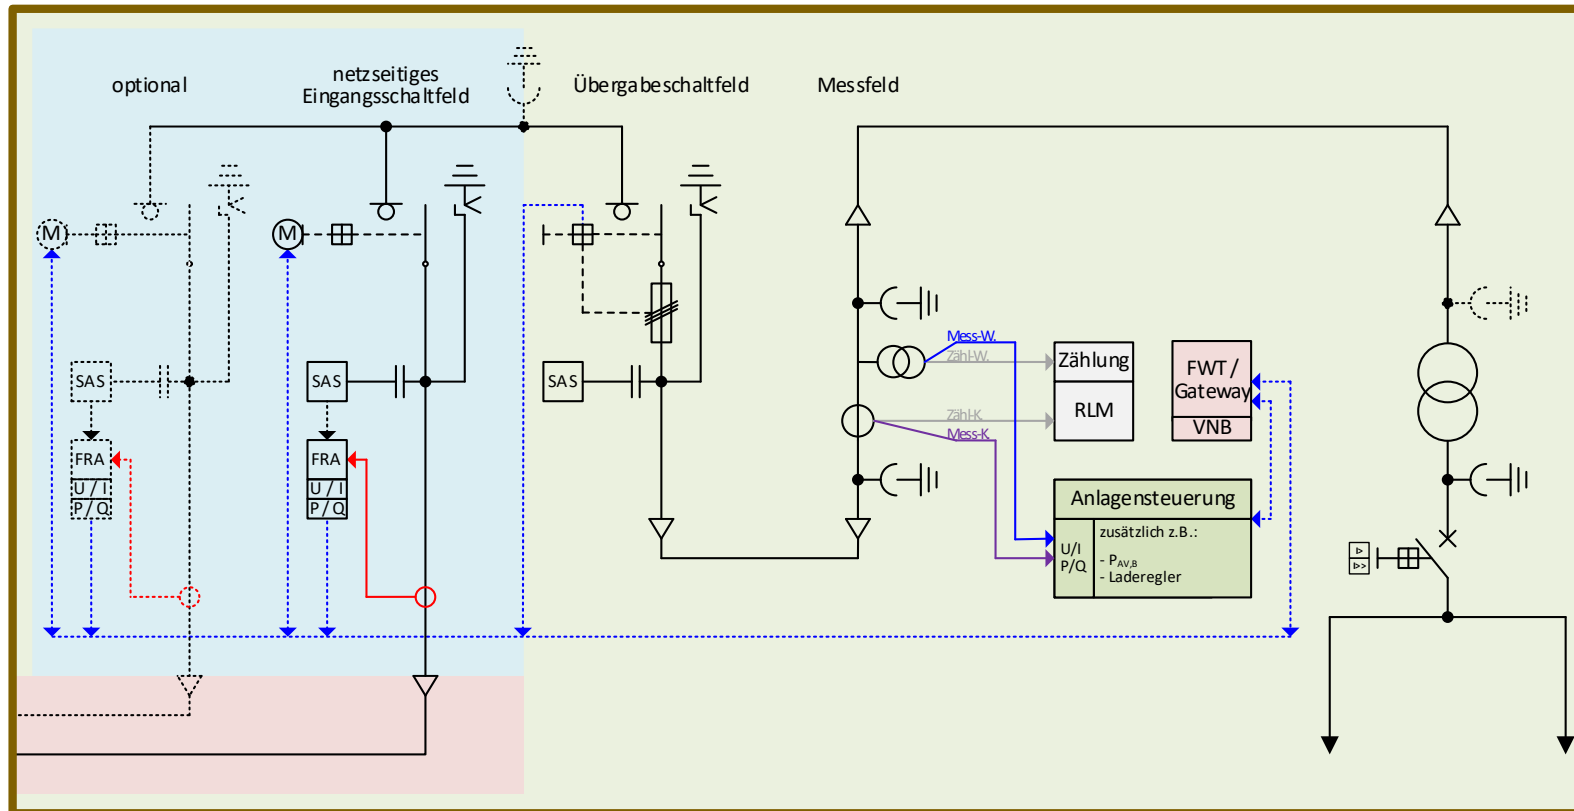 optional
netzseitiges
Eingangsschaltfeld
Übergabeschaltfeld
Messfeld
M
M
SAS
SAS
SAS
FRA
U / I
P / Q
FRA
U / I
P / Q
Mess-W.
Zähl-W.
Zähl-K.
Mess-K.
Zählung
RLM
FWT /
Gateway
VNB
Anlagensteuerung
U/I
P/Q
zusätzlich z.B.:
- PAV,B
- Laderegler
I>
I>>